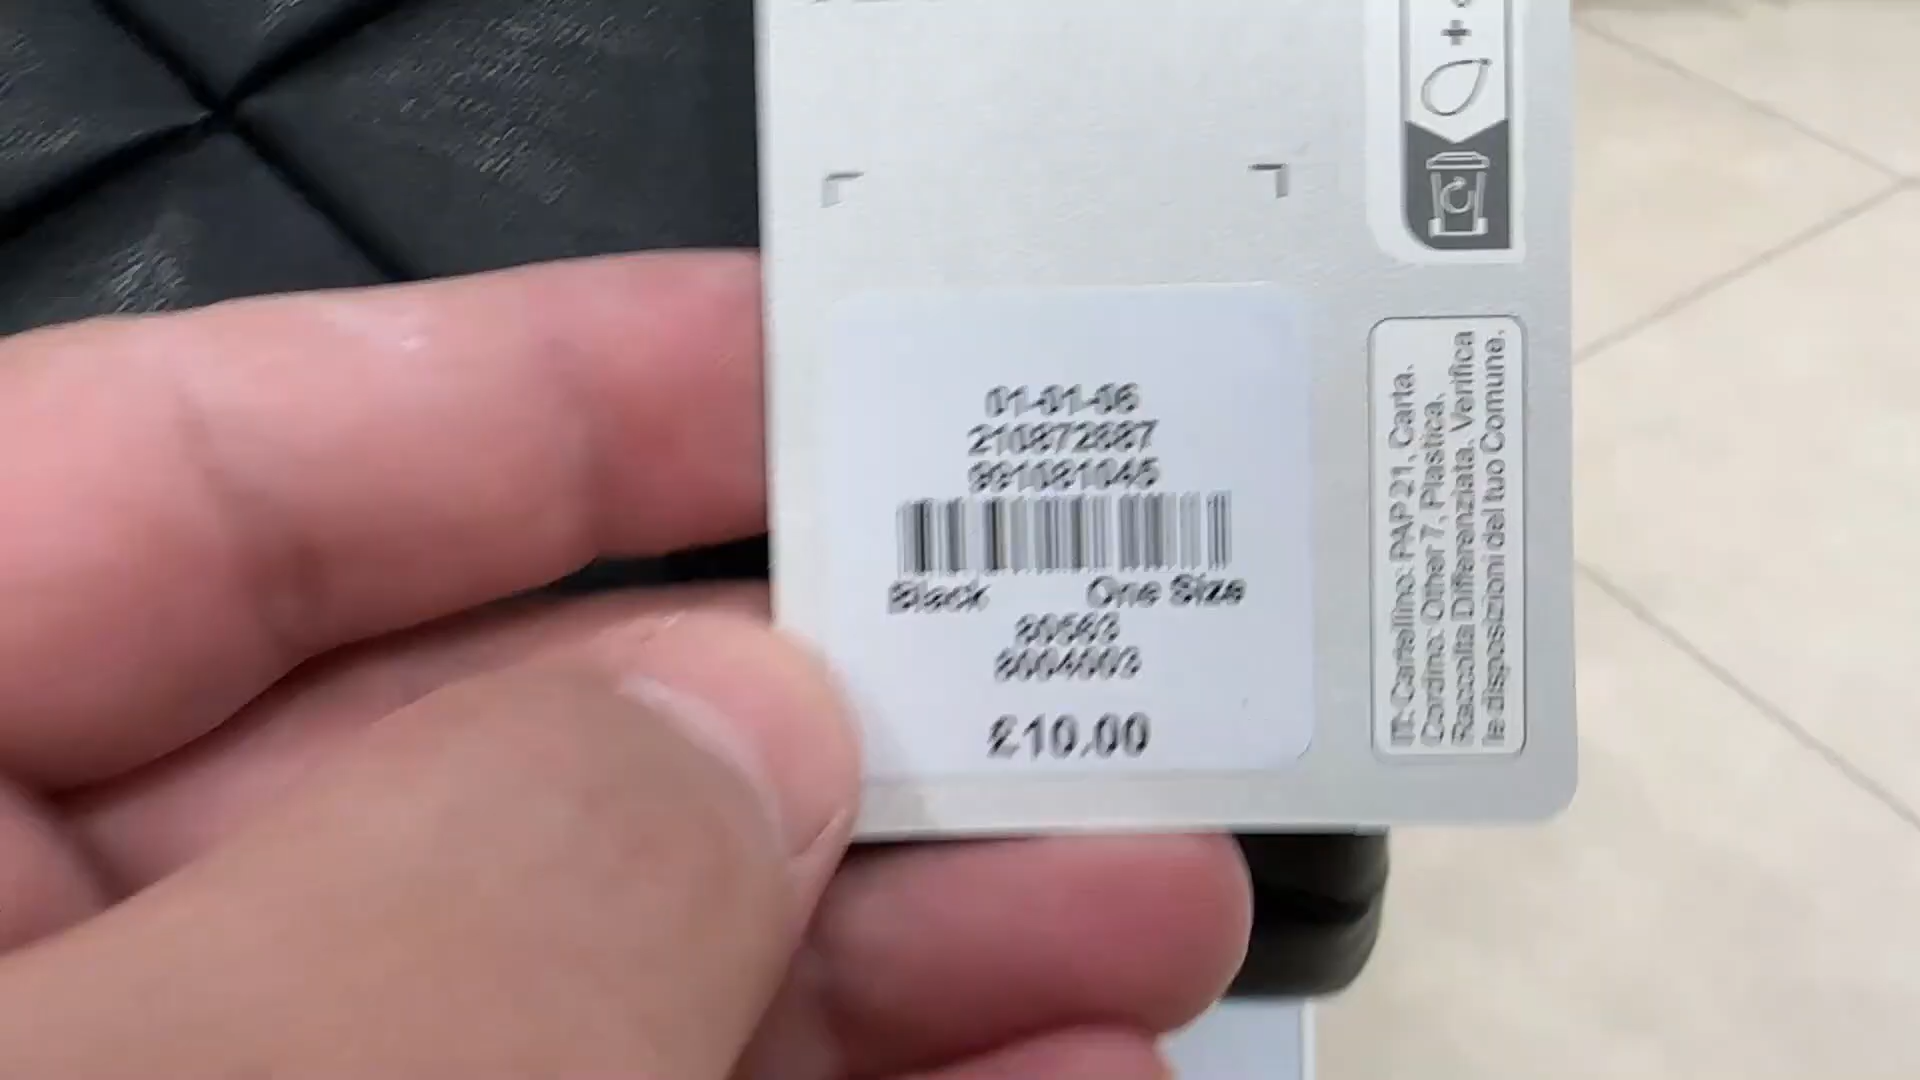 01-01-06
210872887
991081045
Black One Size
80563
8004003
£10.00
IT: Cartellino: PAP 21, Carta.
Cordino: Other 7, Plastica.
Raccolta Differenziata. Verifica
le disposizioni del tuo Comune.